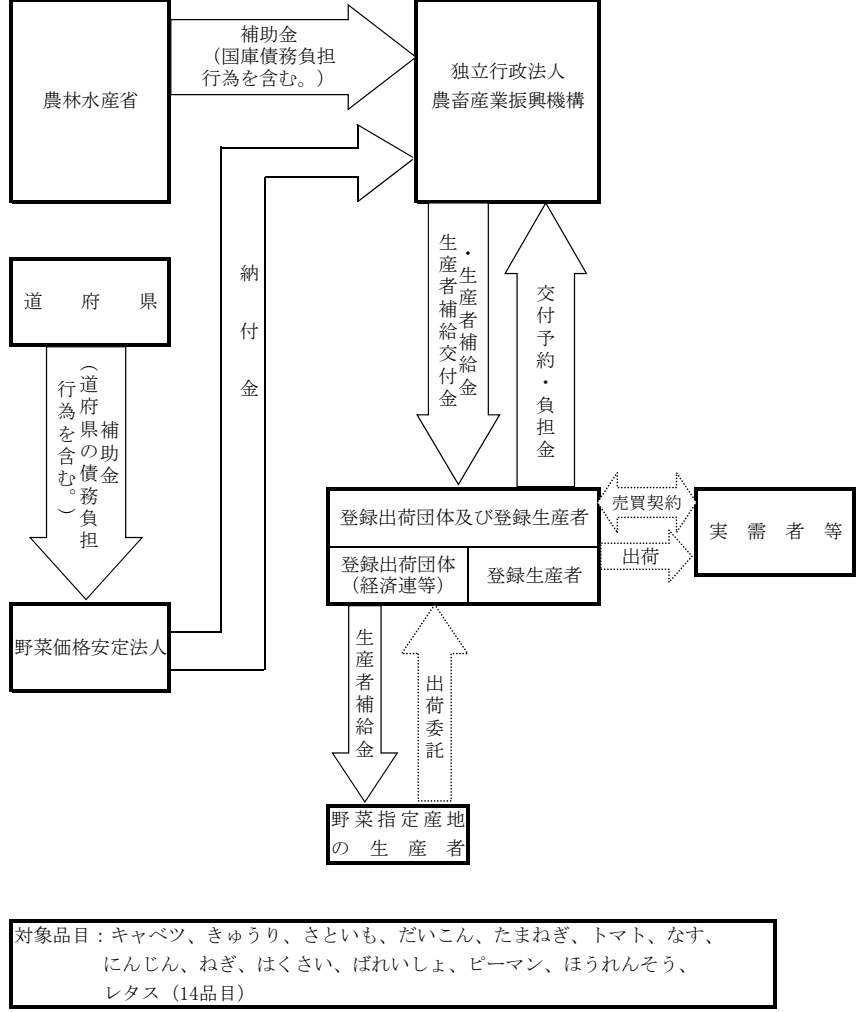 補助金
（国庫債務負担
行為を含む。）
農林水産省
独立行政法人
農畜産業振興機構
納付金
道府県
補助金
（道府県の債務負担
行為を含む。）
・生産者補給金
生産者補給交付金
交付予約・負担金
登録出荷団体及び登録生産者
登録出荷団体
（経済連等）
登録生産者
売買契約
出荷
実需者等
野菜価格安定法人
生産者補給金
出荷委託
野菜指定産地
の生産者
対象品目：キャベツ、きゅうり、さといも、だいこん、たまねぎ、トマト、なす、
にんじん、ねぎ、はくさい、ばれいしょ、ピーマン、ほうれんそう、
レタス（14品目）